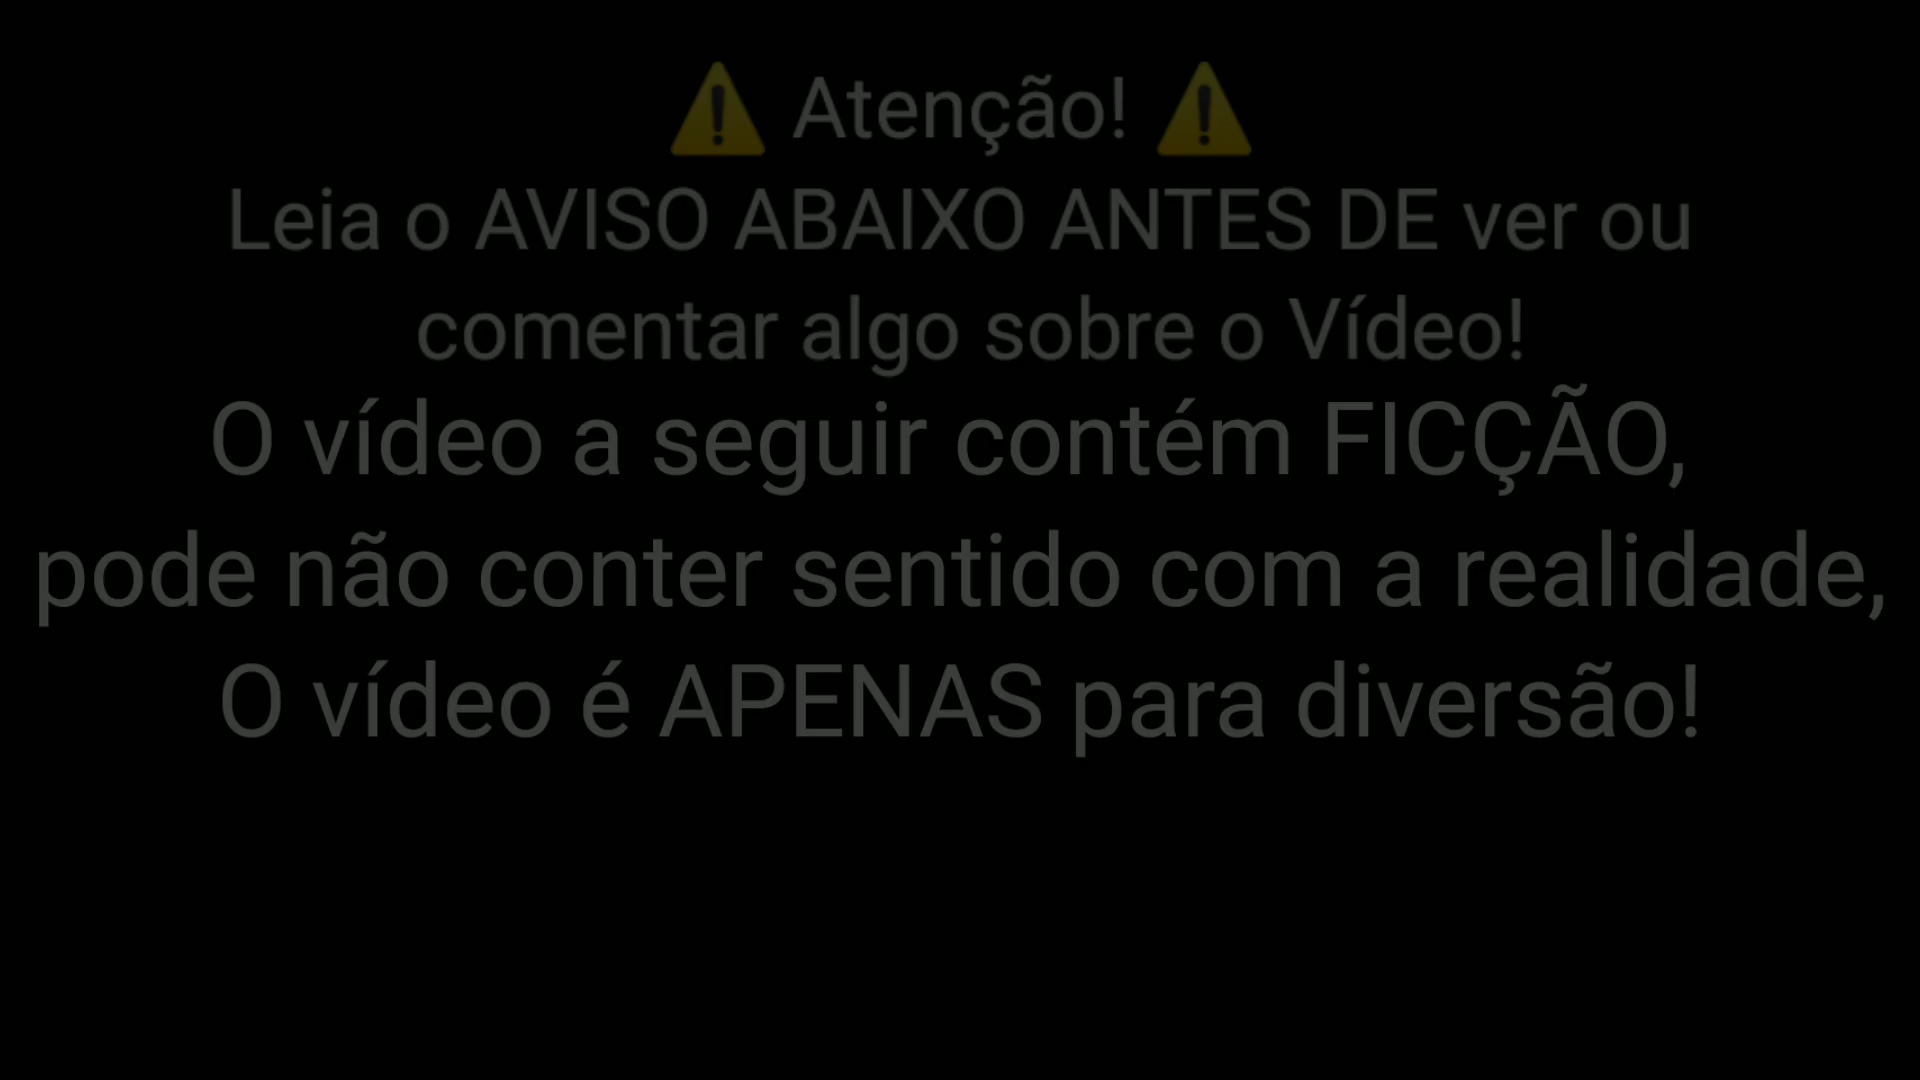 ⚠️ Atenção! ⚠️
Leia o AVISO ABAIXO ANTES DE ver ou
comentar algo sobre o Vídeo!
O vídeo a seguir contém FICÇÃO,
pode não conter sentido com a realidade,
O vídeo é APENAS para diversão!